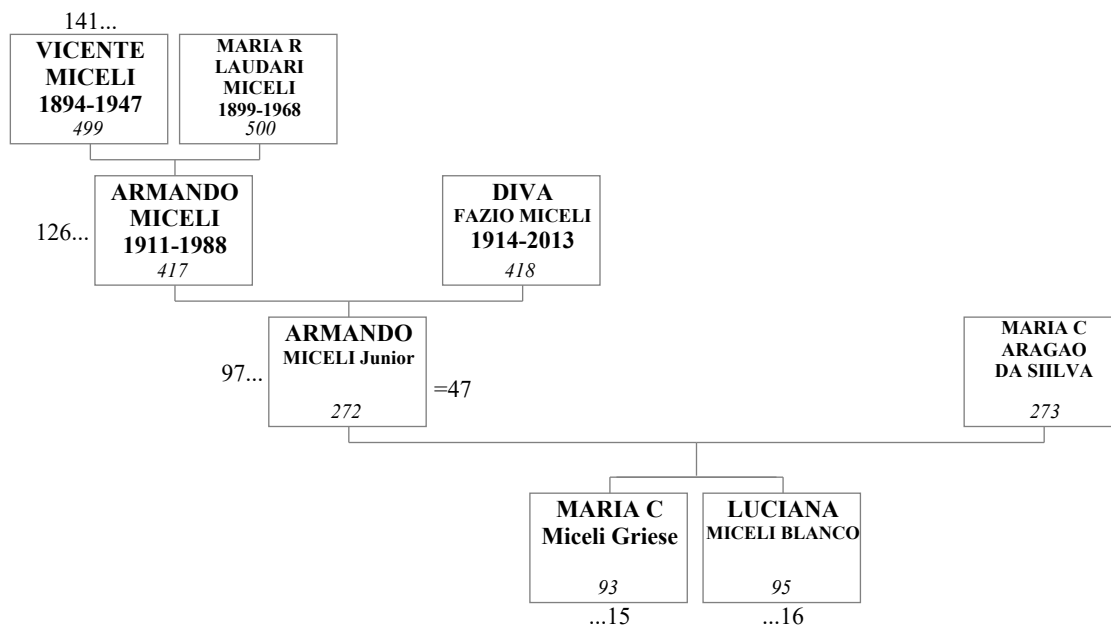 141...
VICENTE
MICELI
1894-1947
499
MARIA R
LAUDARI
MICELI
1899-1968
500
126...
ARMANDO
MICELI
1911-1988
417
DIVA
FAZIO MICELI
1914-2013
418
97...
ARMANDO
MICELI Junior
272
=47
MARIA C
ARAGAO
DA SIILVA
273
MARIA C
Miceli Griese
93
...15
LUCIANA
MICELI BLANCO
95
...16